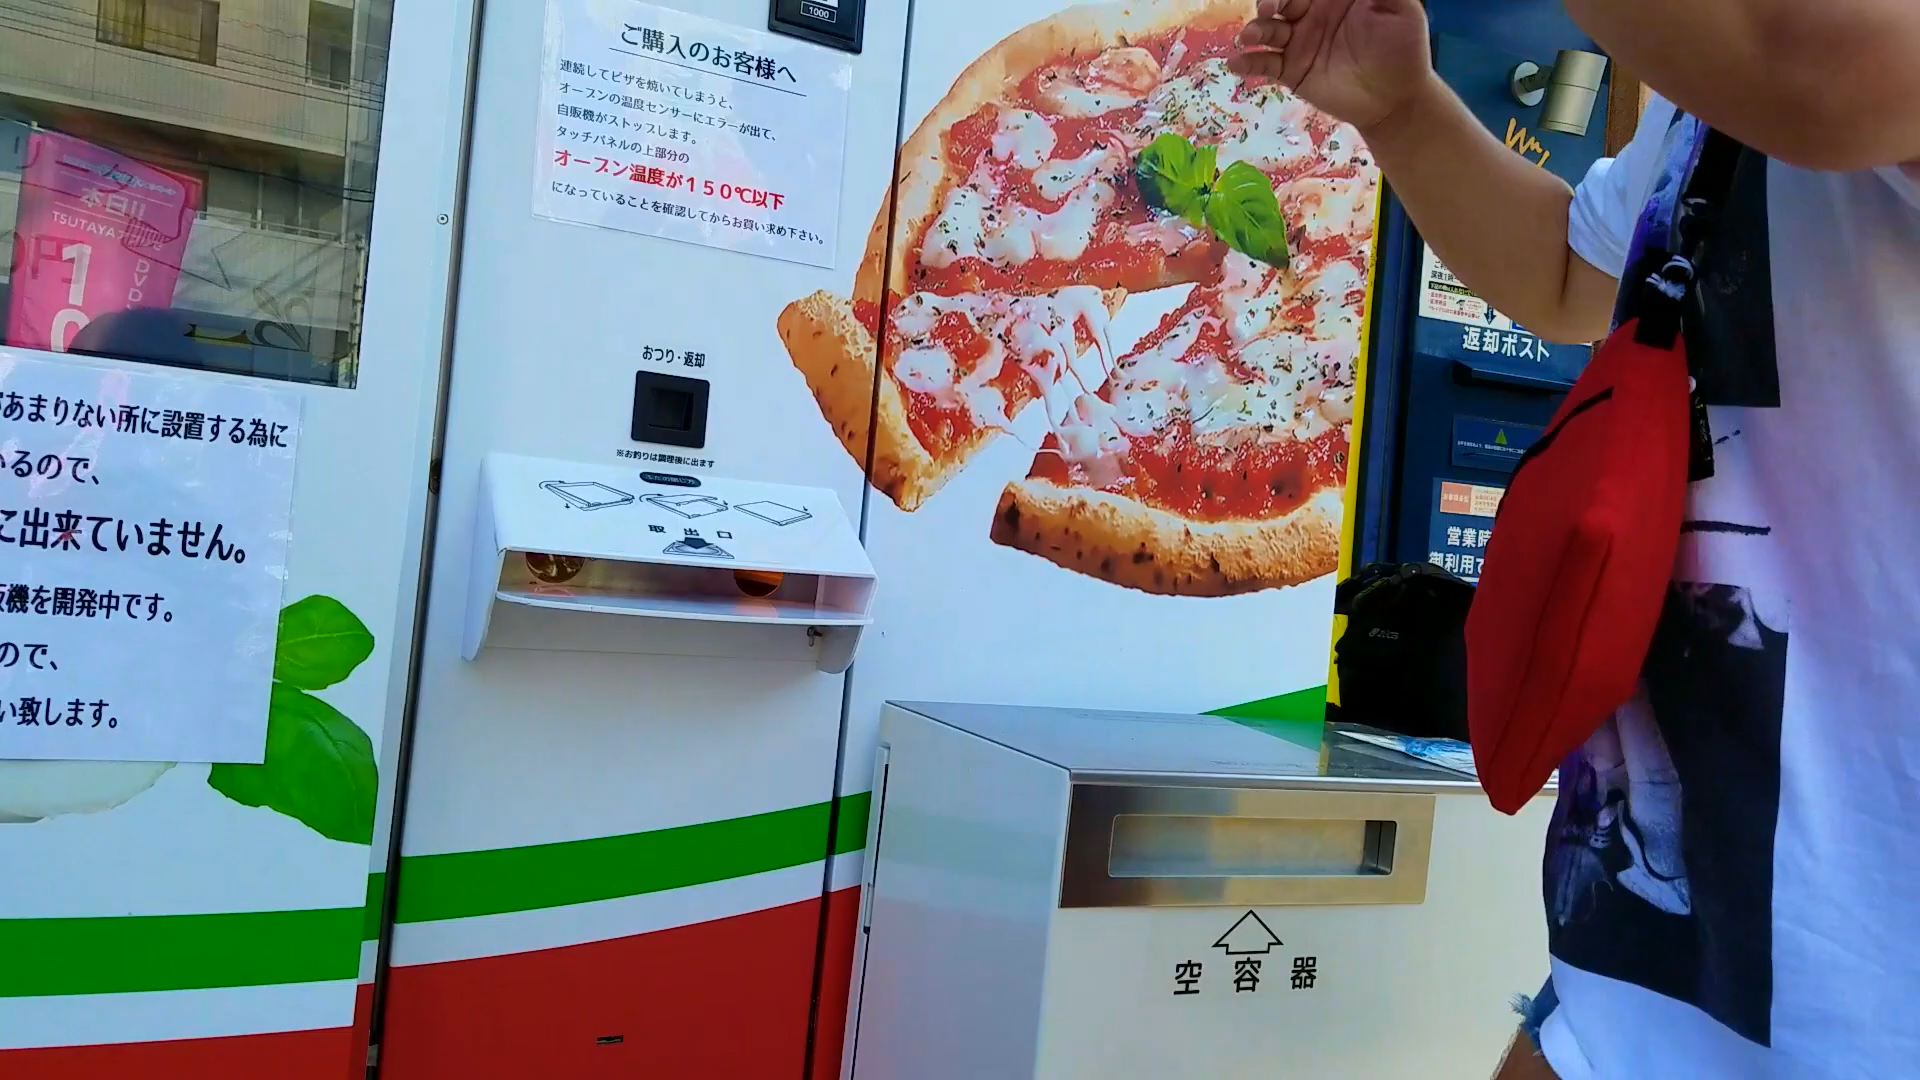 1000
ご購入のお客様へ
連続してピザを焼いてしまうと、
オーブンの温度センサーにエラーが出て、
自販機がストップします。
タッチパネルの上部分の
オーブン温度が150℃以下
になっていることを確認してからお買い求め下さい。
本日!!
TSUTAYA
DVD
1
があまりない所に設置する為に
いるので、
に出来ていません。
販機を開発中です。
ので、
い致します。
おつり・返却
※お釣りは調理後に出ます
取出口
空容器
返却ポスト
営業時
御利用で